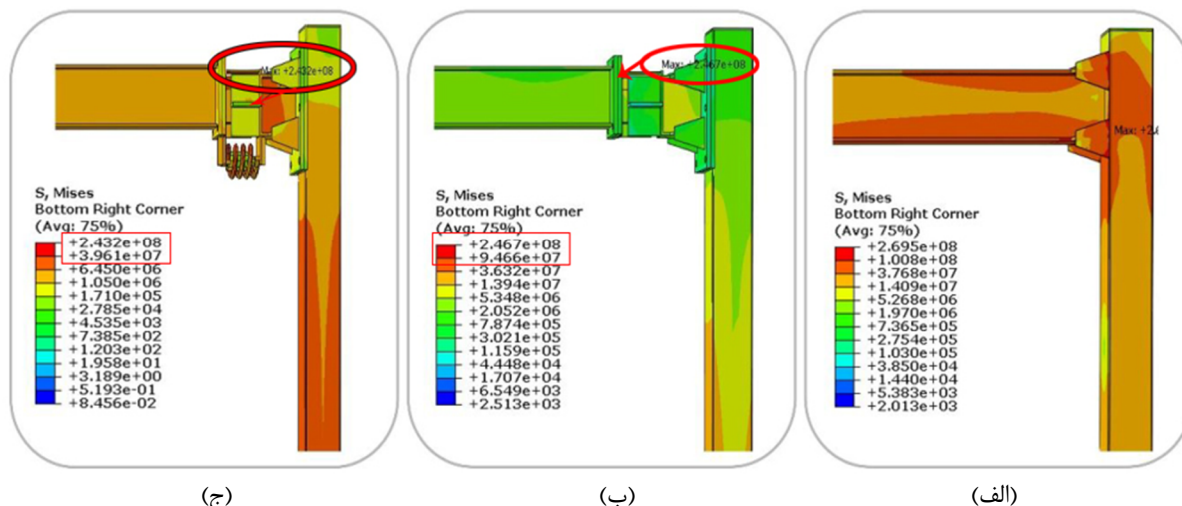 Max: +2.432e+08
S, Mises
Bottom Right Corner
(Avg: 75%)
+2.432e+08
+3.961e+07
+6.450e+06
+1.050e+06
+1.710e+05
+2.785e+04
+4.535e+03
+7.385e+02
+1.203e+02
+1.958e+01
+3.189e+00
+5.193e-01
+8.456e-02
(ج)
Max: +2.467e+08
S, Mises
Bottom Right Corner
(Avg: 75%)
+2.467e+08
+9.466e+07
+3.632e+07
+1.394e+07
+5.348e+06
+2.052e+06
+7.874e+05
+3.021e+05
+1.159e+05
+4.448e+04
+1.707e+04
+6.549e+03
+2.513e+03
(ب)
Max: +2.6
S, Mises
Bottom Right Corner
(Avg: 75%)
+2.695e+08
+1.008e+08
+3.768e+07
+1.409e+07
+5.268e+06
+1.970e+06
+7.365e+05
+2.754e+05
+1.030e+05
+3.850e+04
+1.440e+04
+5.383e+03
+2.013e+03
(الف)